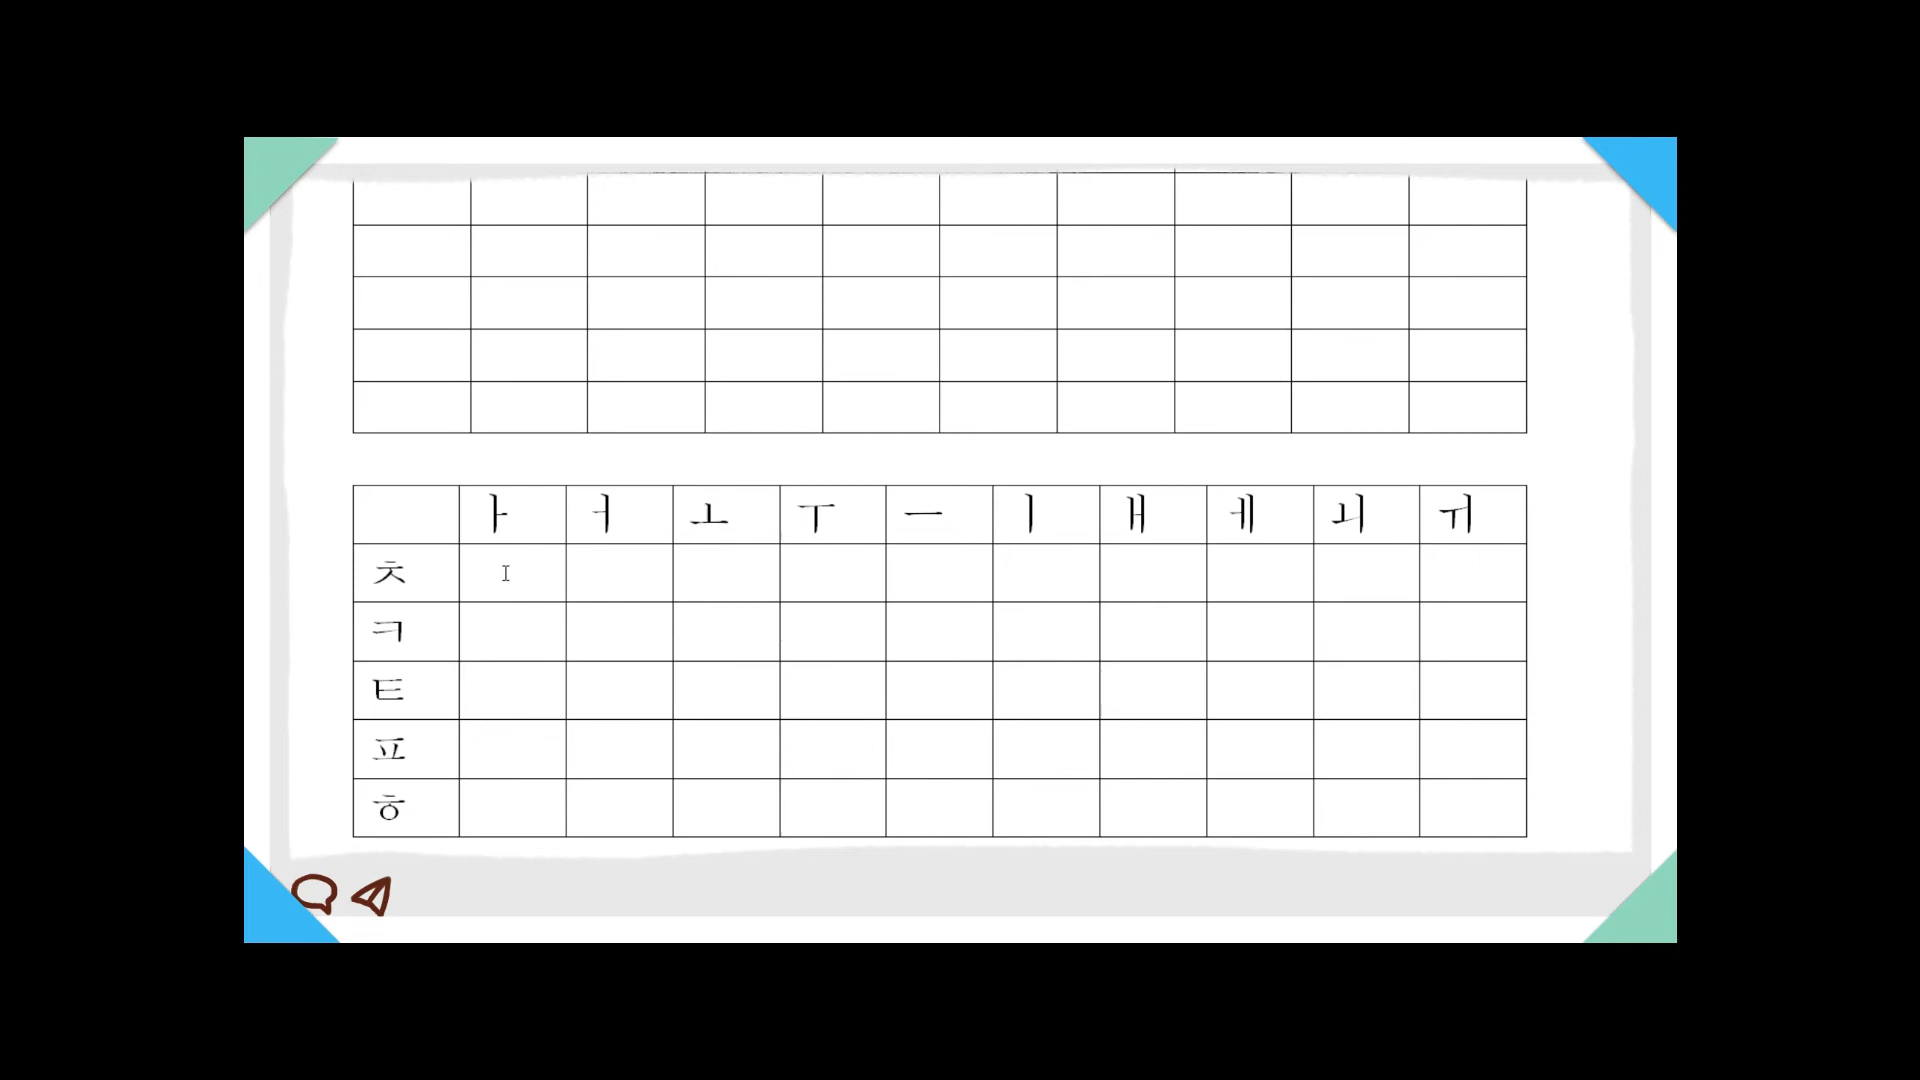 ㅏ ㅓ ㅗ ㅜ ㅡ ㅣ ㅐ ㅔ ㅚ ㅟ
ㅊ
ㅋ
ㅌ
ㅍ
ㅎ